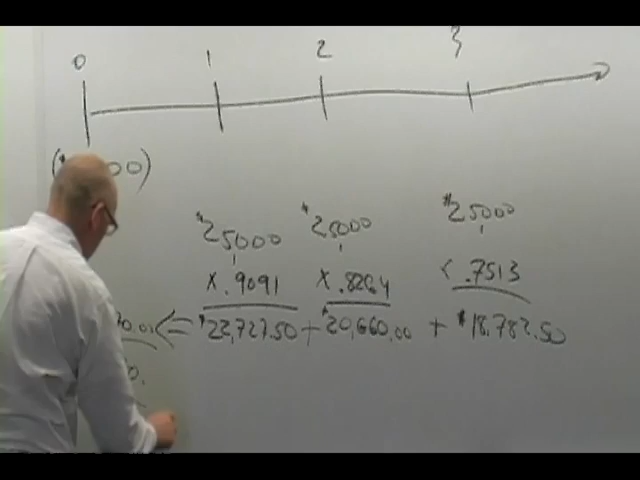 0 1 2 3
$25000 $25000 $25000
x .9091 x .8264 x .7513
$22,727.50 + $20,660.00 + $18,782.50